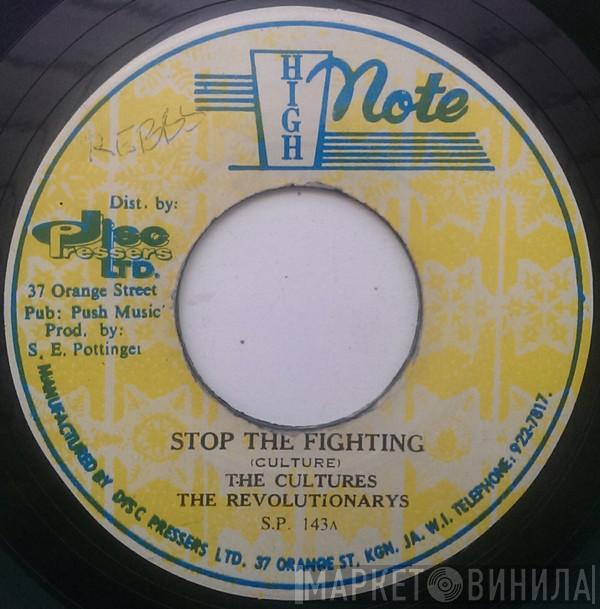 HIGH Note
Dist. by:
Disc
Pressers
LTD.
37 Orange Street
Pub: Push Music
Prod. by:
S. E. Pottinger
STOP THE FIGHTING
(CULTURE)
THE CULTURES
THE REVOLUTIONARYS
S.P. 143A
MANUFACTURED BY DISC PRESSERS LTD. 37 ORANGE ST. KGN. JA. W.I. TELEPHONE: 922-7817.
МАРКЕТ ВИНИЛА